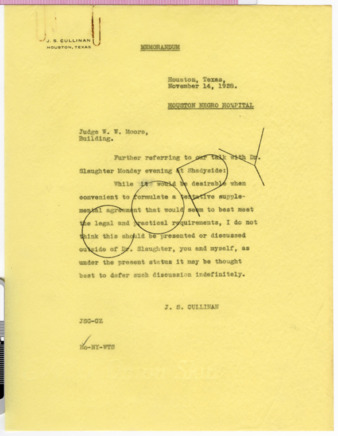 J. S. CULLINAN
HOUSTON, TEXAS
MEMORANDUM
Houston, Texas,
November 14, 1928.
HOUSTON NEGRO HOSPITAL
Judge W. W. Moore,
Building.
Further referring to our talk with Dr.
Slaughter Monday evening at Shadyside:
While it would be desirable when
convenient to formulate a tentative supple-
mental agreement that would seem to best meet
the legal and practical requirements, I do not
think this should be presented or discussed
outside of Dr. Slaughter, you and myself, as
under the present status it may be thought
best to defer such discussion indefinitely.
J. S. CULLINAN
JSC-GX
COPY